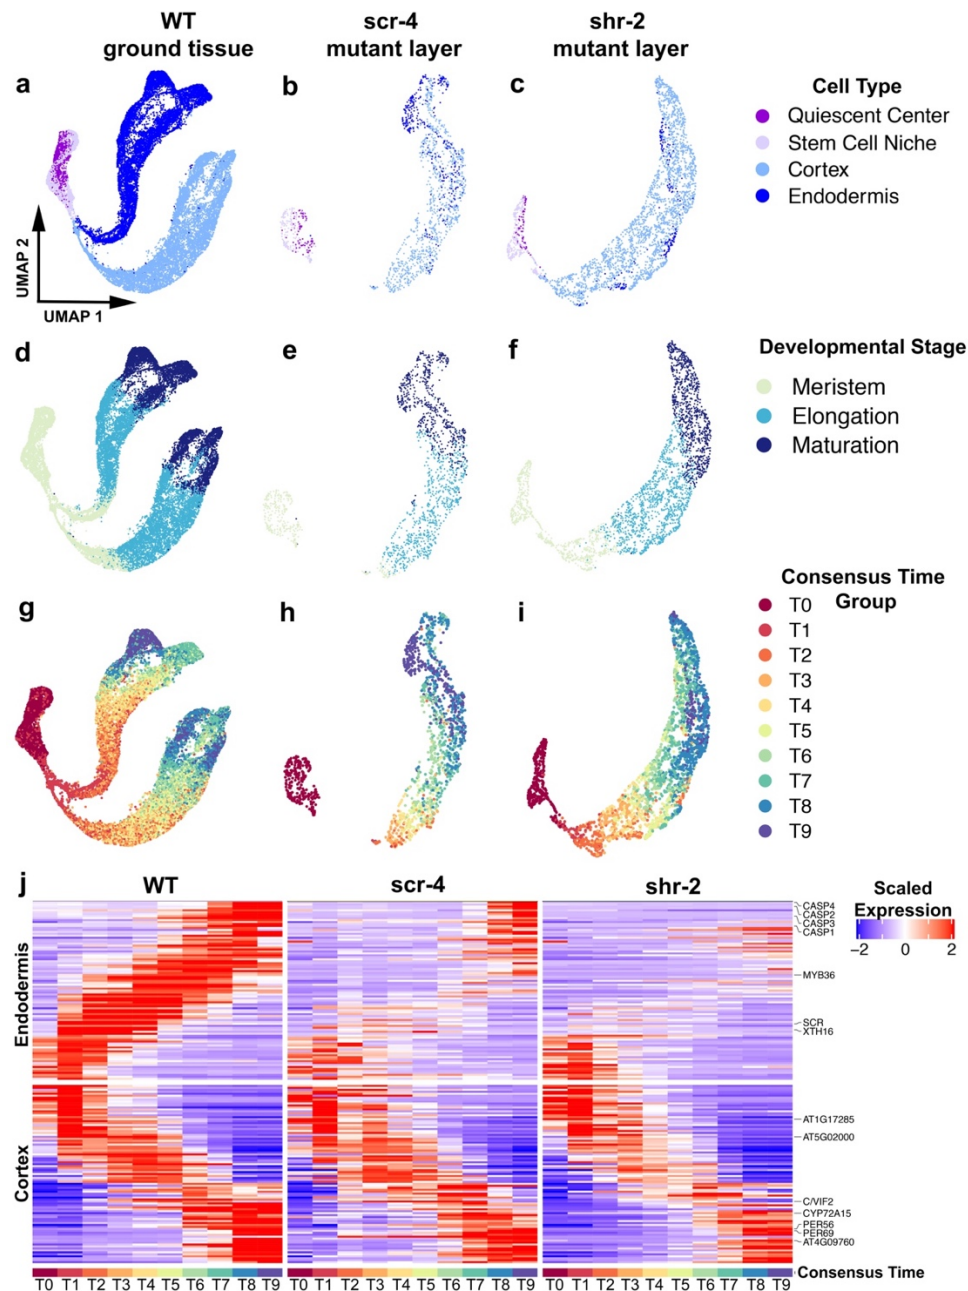 WT
ground tissue
scr-4
mutant layer
shr-2
mutant layer
a
b
c
Cell Type
Quiescent Center
Stem Cell Niche
Cortex
Endodermis
UMAP 2
UMAP 1
d
e
f
Developmental Stage
Meristem
Elongation
Maturation
g
h
i
Consensus Time
Group
T0
T1
T2
T3
T4
T5
T6
T7
T8
T9
j
WT
scr-4
shr-2
Endodermis
Cortex
CASP4
CASP2
CASP3
CASP1
MYB36
SCR
XTH16
AT1G17285
AT5G02000
C/VIF2
CYP72A15
PER56
PER69
AT4G09760
Scaled
Expression
−2 0 2
T0 T1 T2 T3 T4 T5 T6 T7 T8 T9
T0 T1 T2 T3 T4 T5 T6 T7 T8 T9
T0 T1 T2 T3 T4 T5 T6 T7 T8 T9
Consensus Time